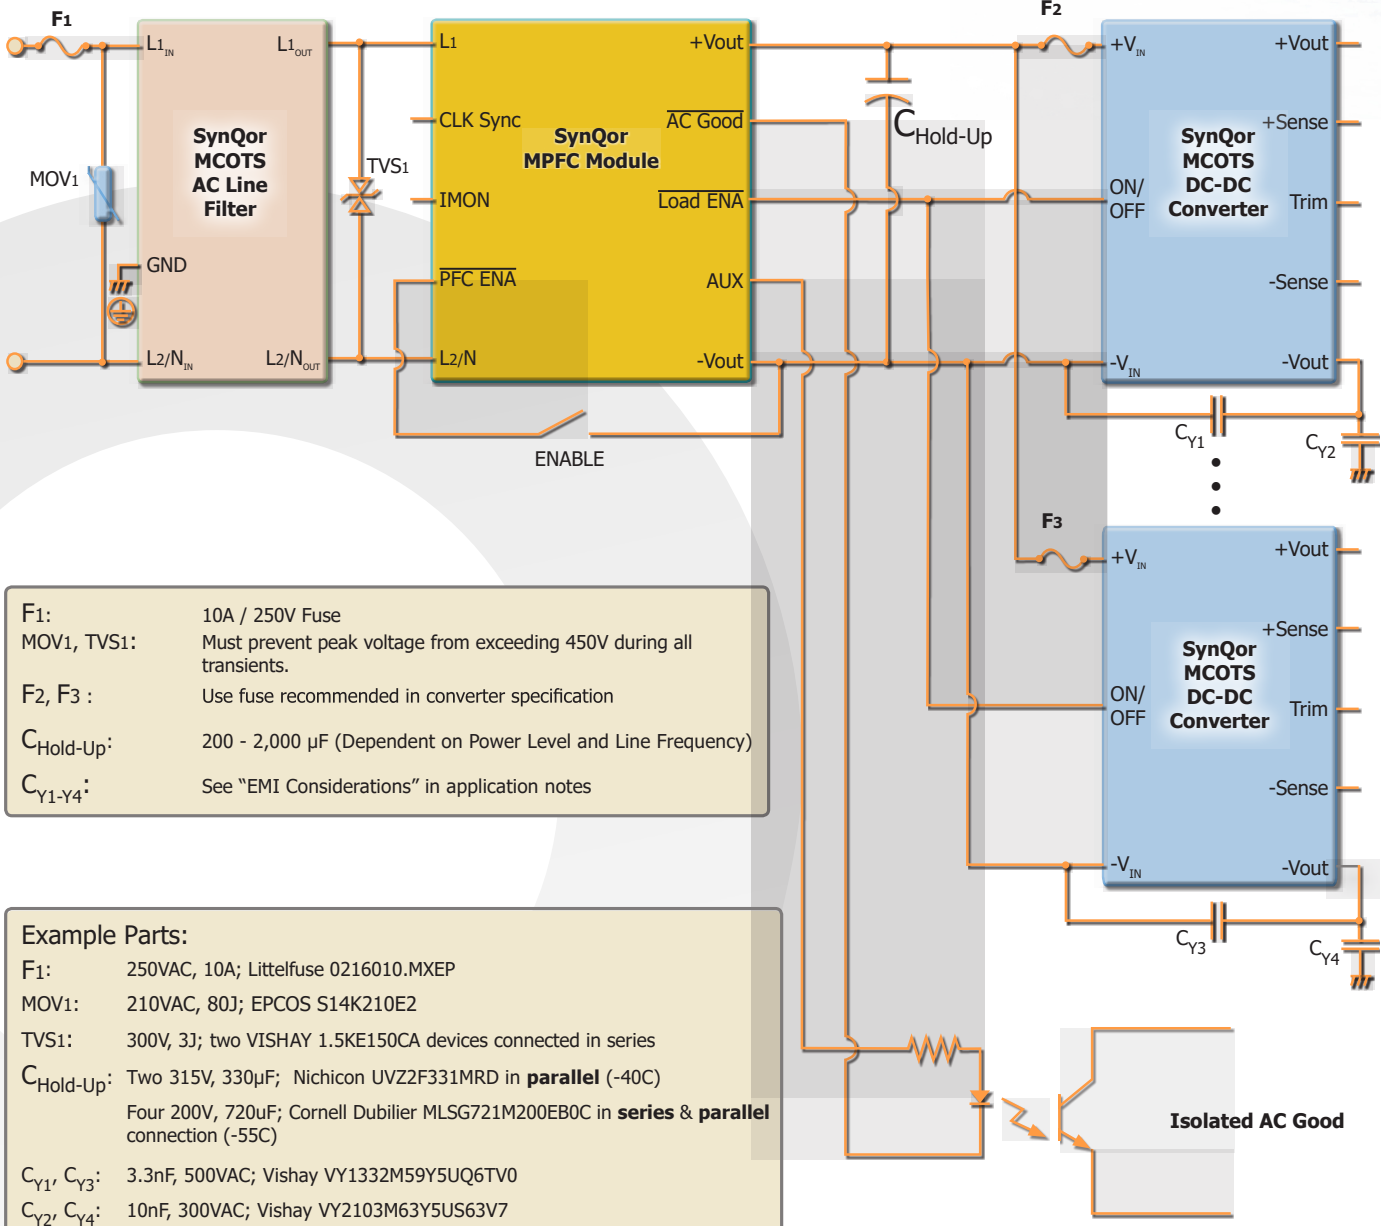 F1
F2
L1IN
L1OUT
L1
+Vout
+VIN
+Vout
CLK Sync
AC Good
CHold-Up
+Sense
SynQor
MCOTS
AC Line
Filter
SynQor
MPFC Module
SynQor
MCOTS
DC-DC
Converter
MOV1
TVS1
IMON
Load ENA
ON/
OFF
Trim
GND
PFC ENA
AUX
-Sense
L2/NIN
L2/NOUT
L2/N
-Vout
-VIN
-Vout
ENABLE
CY1
CY2
F3
+VIN
+Vout
+Sense
SynQor
MCOTS
DC-DC
Converter
ON/
OFF
Trim
-Sense
-VIN
-Vout
CY3
CY4
F1: 10A / 250V Fuse
MOV1, TVS1: Must prevent peak voltage from exceeding 450V during all
transients.
F2, F3 : Use fuse recommended in converter specification
CHold-Up: 200 - 2,000 µF (Dependent on Power Level and Line Frequency)
CY1-Y4: See “EMI Considerations” in application notes
Example Parts:
F1: 250VAC, 10A; Littelfuse 0216010.MXEP
MOV1: 210VAC, 80J; EPCOS S14K210E2
TVS1: 300V, 3J; two VISHAY 1.5KE150CA devices connected in series
CHold-Up: Two 315V, 330µF; Nichicon UVZ2F331MRD in parallel (-40C)
Four 200V, 720uF; Cornell Dubilier MLSG721M200EB0C in series & parallel
connection (-55C)
CY1, CY3: 3.3nF, 500VAC; Vishay VY1332M59Y5UQ6TV0
CY2, CY4: 10nF, 300VAC; Vishay VY2103M63Y5US63V7
Isolated AC Good